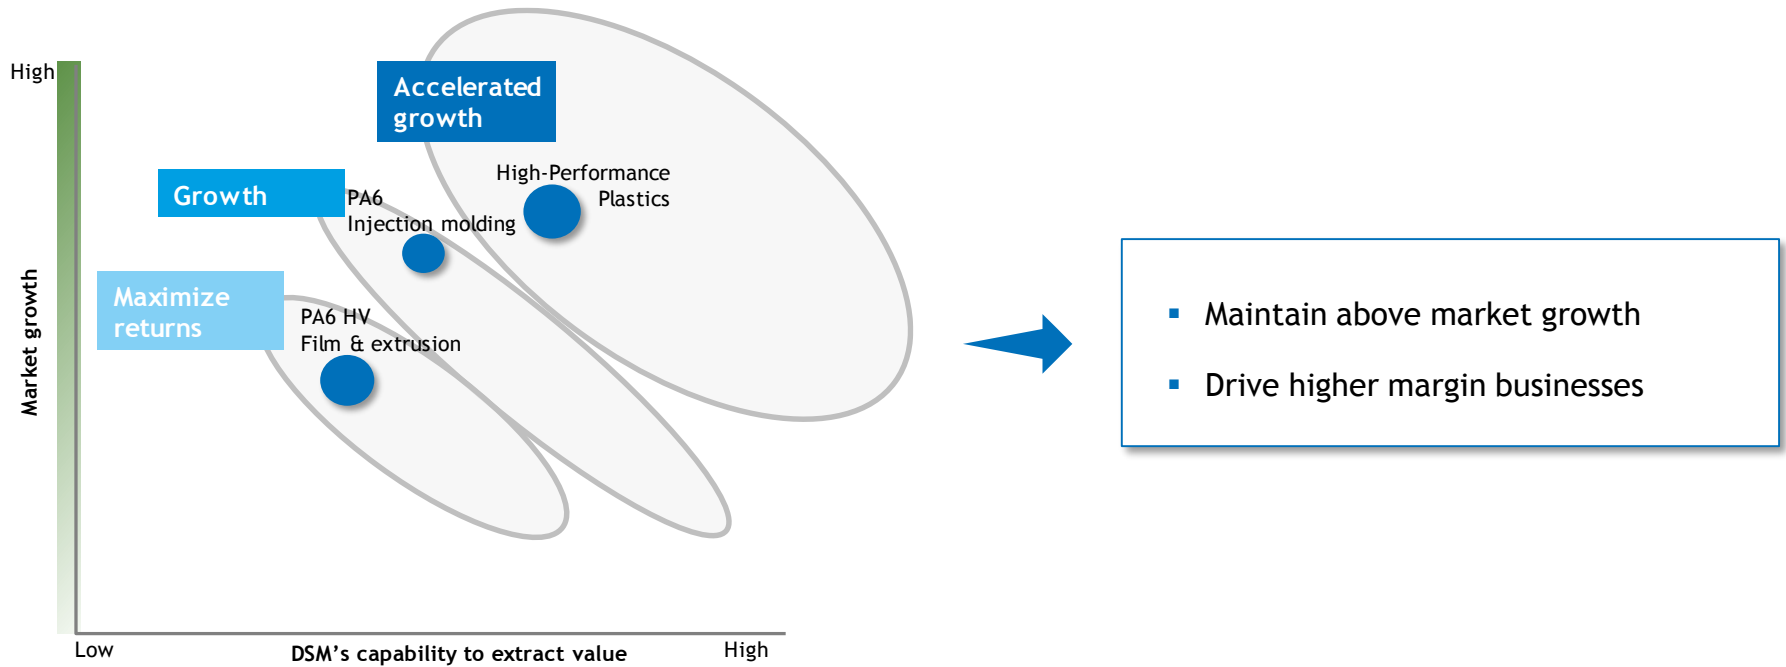 High
Accelerated
growth
High-Performance
Plastics
Growth
PA6
Injection molding
Maximize
returns
PA6 HV
Film & extrusion
Market growth
Low
DSM's capability to extract value
High
▪ Maintain above market growth
▪ Drive higher margin businesses